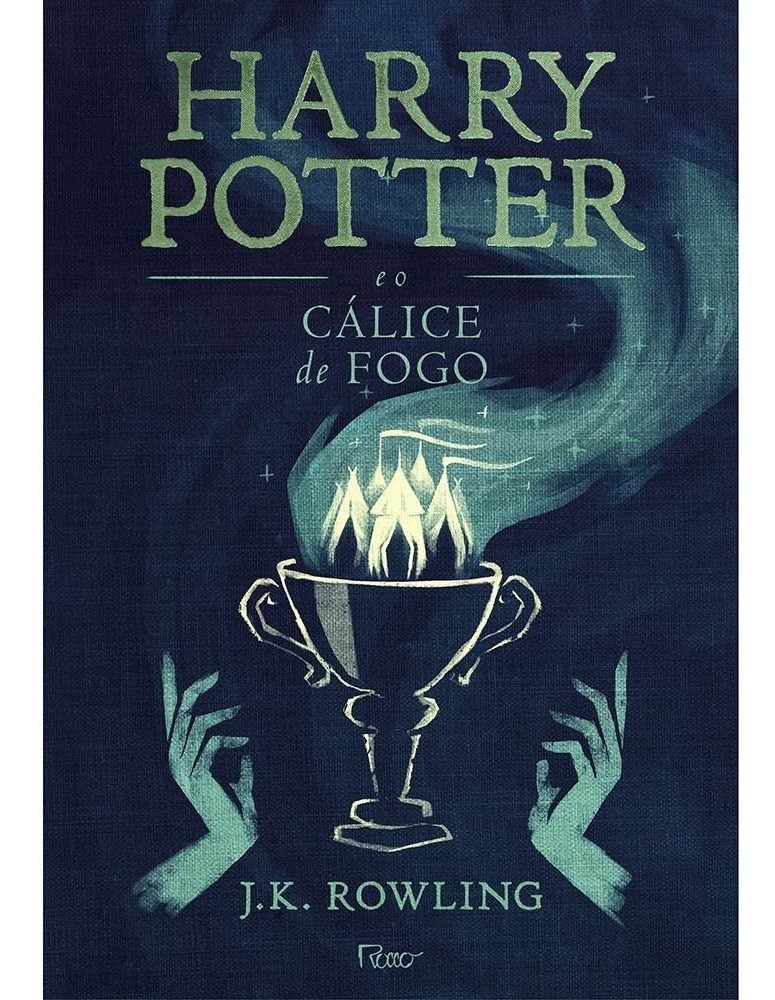 HARRY
POTTER
e o
CÁLICE
de FOGO
J.K. ROWLING
Rocco